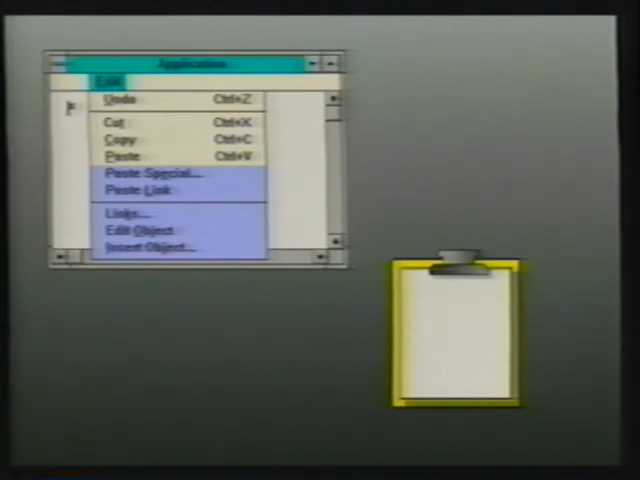 Application
Edit
Undo Ctrl+Z
Cut Ctrl+X
Copy Ctrl+C
Paste Ctrl+V
Paste Special...
Paste Link
Links...
Edit Object
Insert Object...